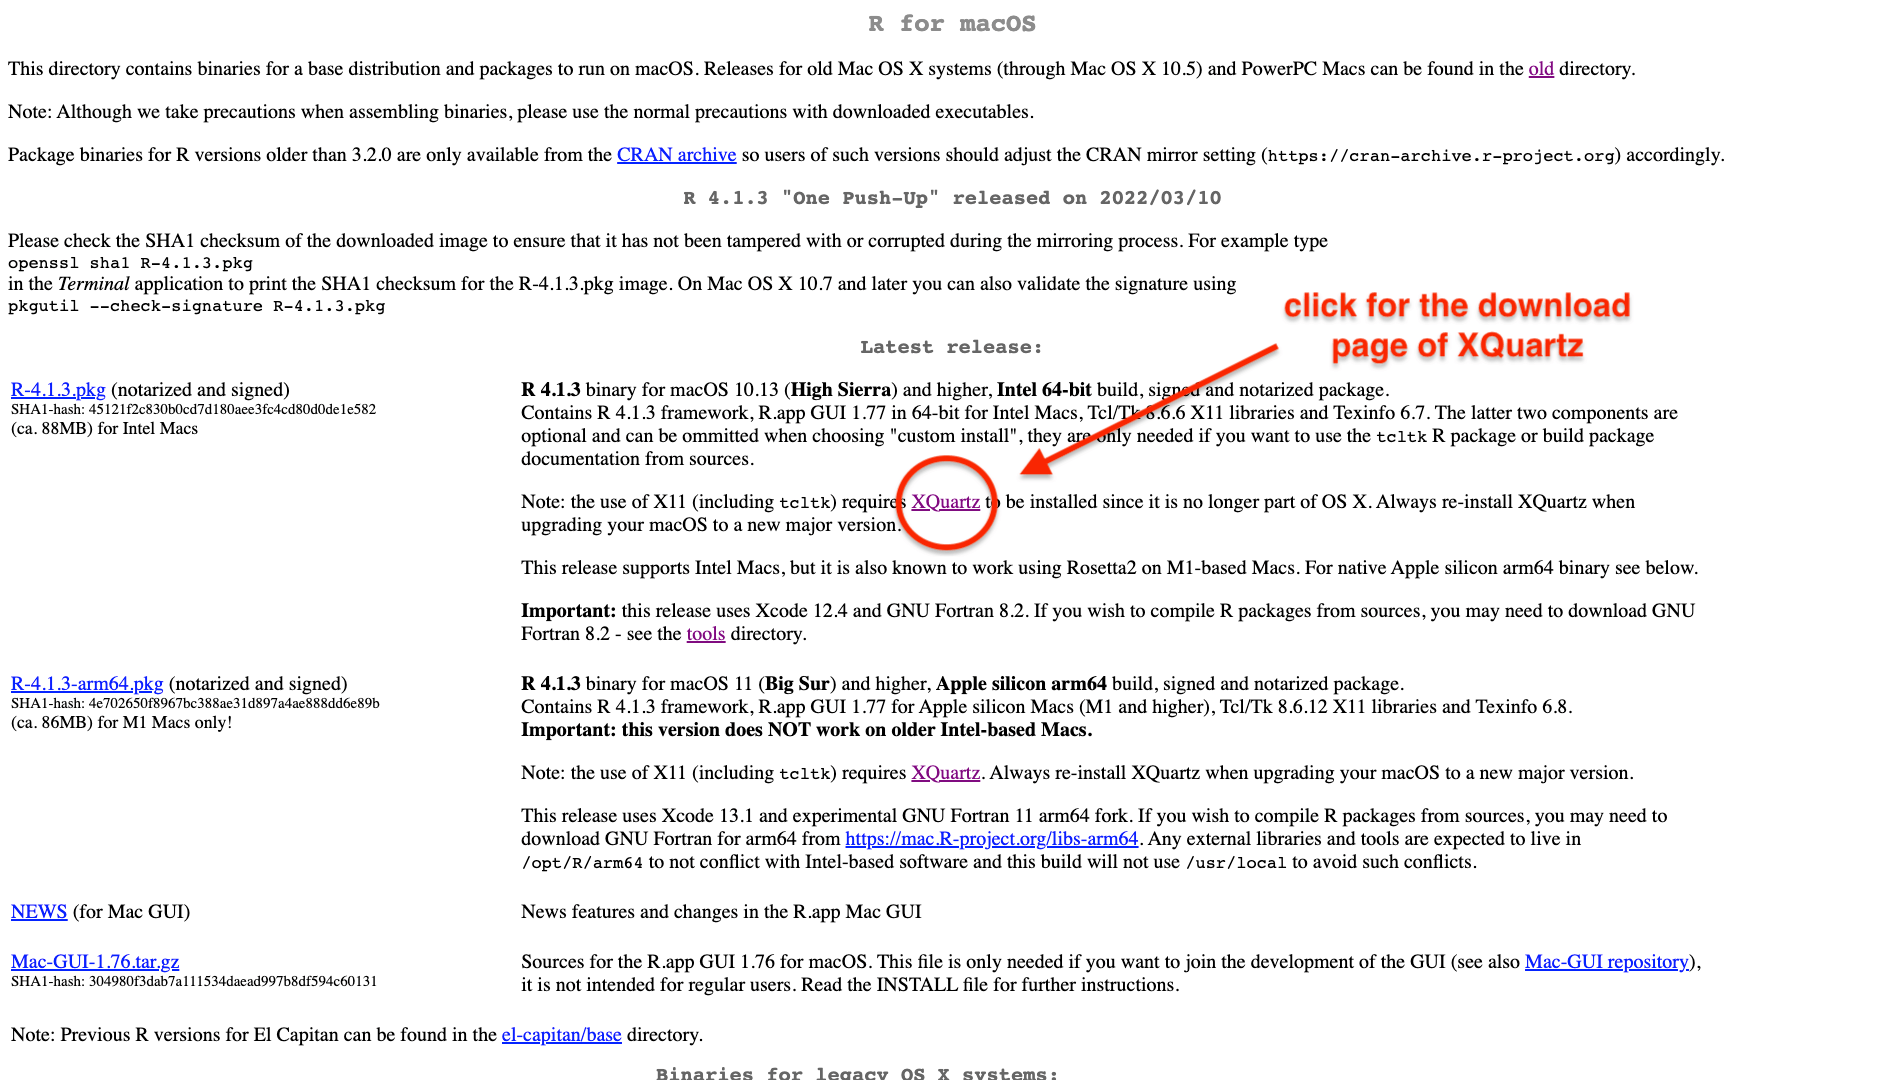 R for macOS
This directory contains binaries for a base distribution and packages to run on macOS. Releases for old Mac OS X systems (through Mac OS X 10.5) and PowerPC Macs can be found in the old directory.
Note: Although we take precautions when assembling binaries, please use the normal precautions with downloaded executables.
Package binaries for R versions older than 3.2.0 are only available from the CRAN archive so users of such versions should adjust the CRAN mirror setting (https://cran-archive.r-project.org) accordingly.
R 4.1.3 "One Push-Up" released on 2022/03/10
Please check the SHA1 checksum of the downloaded image to ensure that it has not been tampered with or corrupted during the mirroring process. For example type
openssl sha1 R-4.1.3.pkg
in the Terminal application to print the SHA1 checksum for the R-4.1.3.pkg image. On Mac OS X 10.7 and later you can also validate the signature using
pkgutil --check-signature R-4.1.3.pkg
click for the download
page of XQuartz
Latest release:
R-4.1.3.pkg (notarized and signed)
SHA1-hash: 45121f2c830b0cd7d180aee3fc4cd80d0de1e582
(ca. 88MB) for Intel Macs
R 4.1.3 binary for macOS 10.13 (High Sierra) and higher, Intel 64-bit build, signed and notarized package.
Contains R 4.1.3 framework, R.app GUI 1.77 in 64-bit for Intel Macs, Tcl/Tk 8.6.6 X11 libraries and Texinfo 6.7. The latter two components are
optional and can be ommitted when choosing "custom install", they are only needed if you want to use the tcltk R package or build package
documentation from sources.
Note: the use of X11 (including tcltk) requires XQuartz to be installed since it is no longer part of OS X. Always re-install XQuartz when
upgrading your macOS to a new major version.
This release supports Intel Macs, but it is also known to work using Rosetta2 on M1-based Macs. For native Apple silicon arm64 binary see below.
Important: this release uses Xcode 12.4 and GNU Fortran 8.2. If you wish to compile R packages from sources, you may need to download GNU
Fortran 8.2 - see the tools directory.
R-4.1.3-arm64.pkg (notarized and signed)
SHA1-hash: 4e702650f8967bc388ae31d897a4ae888dd6e89b
(ca. 86MB) for M1 Macs only!
R 4.1.3 binary for macOS 11 (Big Sur) and higher, Apple silicon arm64 build, signed and notarized package.
Contains R 4.1.3 framework, R.app GUI 1.77 for Apple silicon Macs (M1 and higher), Tcl/Tk 8.6.12 X11 libraries and Texinfo 6.8.
Important: this version does NOT work on older Intel-based Macs.
Note: the use of X11 (including tcltk) requires XQuartz. Always re-install XQuartz when upgrading your macOS to a new major version.
This release uses Xcode 13.1 and experimental GNU Fortran 11 arm64 fork. If you wish to compile R packages from sources, you may need to
download GNU Fortran for arm64 from https://mac.R-project.org/libs-arm64. Any external libraries and tools are expected to live in
/opt/R/arm64 to not conflict with Intel-based software and this build will not use /usr/local to avoid such conflicts.
NEWS (for Mac GUI)
News features and changes in the R.app Mac GUI
Mac-GUI-1.76.tar.gz
SHA1-hash: 304980f3dab7a111534daead997b8df594c60131
Sources for the R.app GUI 1.76 for macOS. This file is only needed if you want to join the development of the GUI (see also Mac-GUI repository),
it is not intended for regular users. Read the INSTALL file for further instructions.
Note: Previous R versions for El Capitan can be found in the el-capitan/base directory.
Binaries for legacy OS X systems: